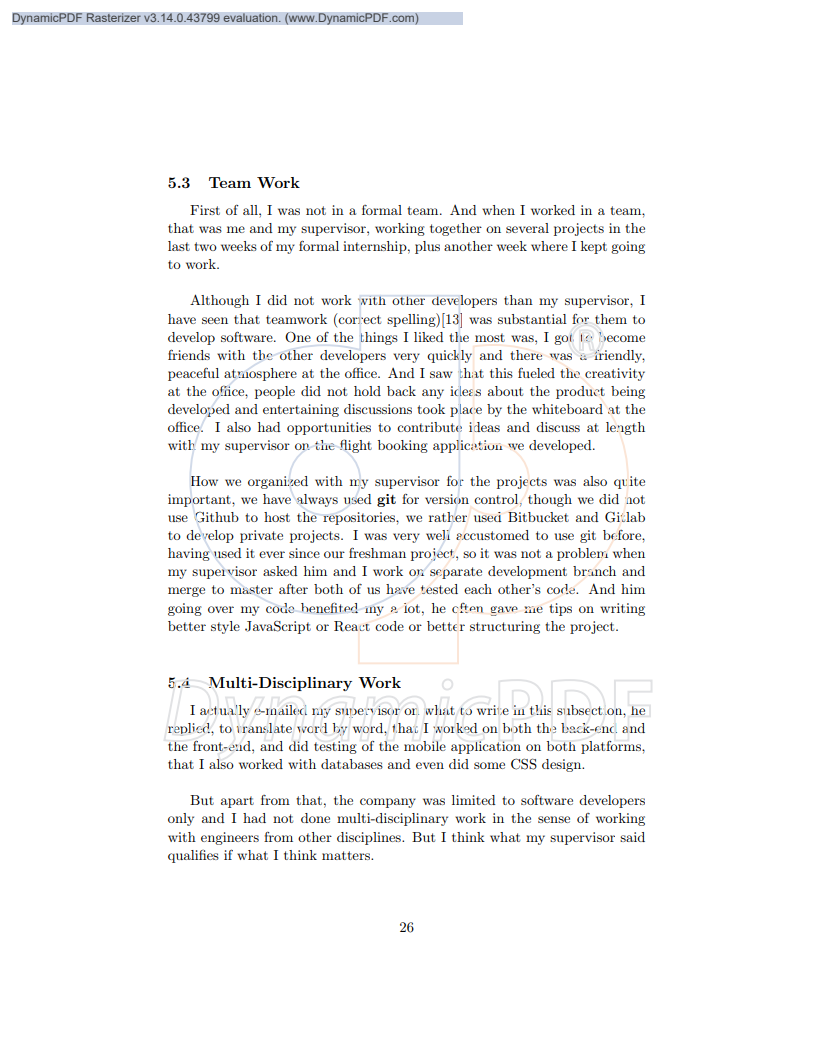 DynamicPDF Rasterizer v3.14.0.43799 evaluation. (www.DynamicPDF.com)
5.3 Team Work
First of all, I was not in a formal team. And when I worked in a team,
that was me and my supervisor, working together on several projects in the
last two weeks of my formal internship, plus another week where I kept going
to work.
Although I did not work with other developers than my supervisor, I
have seen that teamwork (correct spelling)[13] was substantial for them to
develop software. One of the things I liked the most was, I got to become
friends with the other developers very quickly and there was a friendly,
peaceful atmosphere at the office. And I saw that this fueled the creativity
at the office, people did not hold back any ideas about the product being
developed and entertaining discussions took place by the whiteboard at the
office. I also had opportunities to contribute ideas and discuss at length
with my supervisor on the flight booking application we developed.
How we organized with my supervisor for the projects was also quite
important, we have always used git for version control, though we did not
use Github to host the repositories, we rather used Bitbucket and Gitlab
to develop private projects. I was very well accustomed to use git before,
having used it ever since our freshman project, so it was not a problem when
my supervisor asked him and I work on separate development branch and
merge to master after both of us have tested each other's code. And him
going over my code benefited my a lot, he often gave me tips on writing
better style JavaScript or React code or better structuring the project.
5.4 Multi-Disciplinary Work
I actually e-mailed my supervisor on what to write in this subsection, he
replied, to translate word by word, that I worked on both the back-end and
the front-end, and did testing of the mobile application on both platforms,
that I also worked with databases and even did some CSS design.
But apart from that, the company was limited to software developers
only and I had not done multi-disciplinary work in the sense of working
with engineers from other disciplines. But I think what my supervisor said
qualifies if what I think matters.
26
DynamicPDF
®